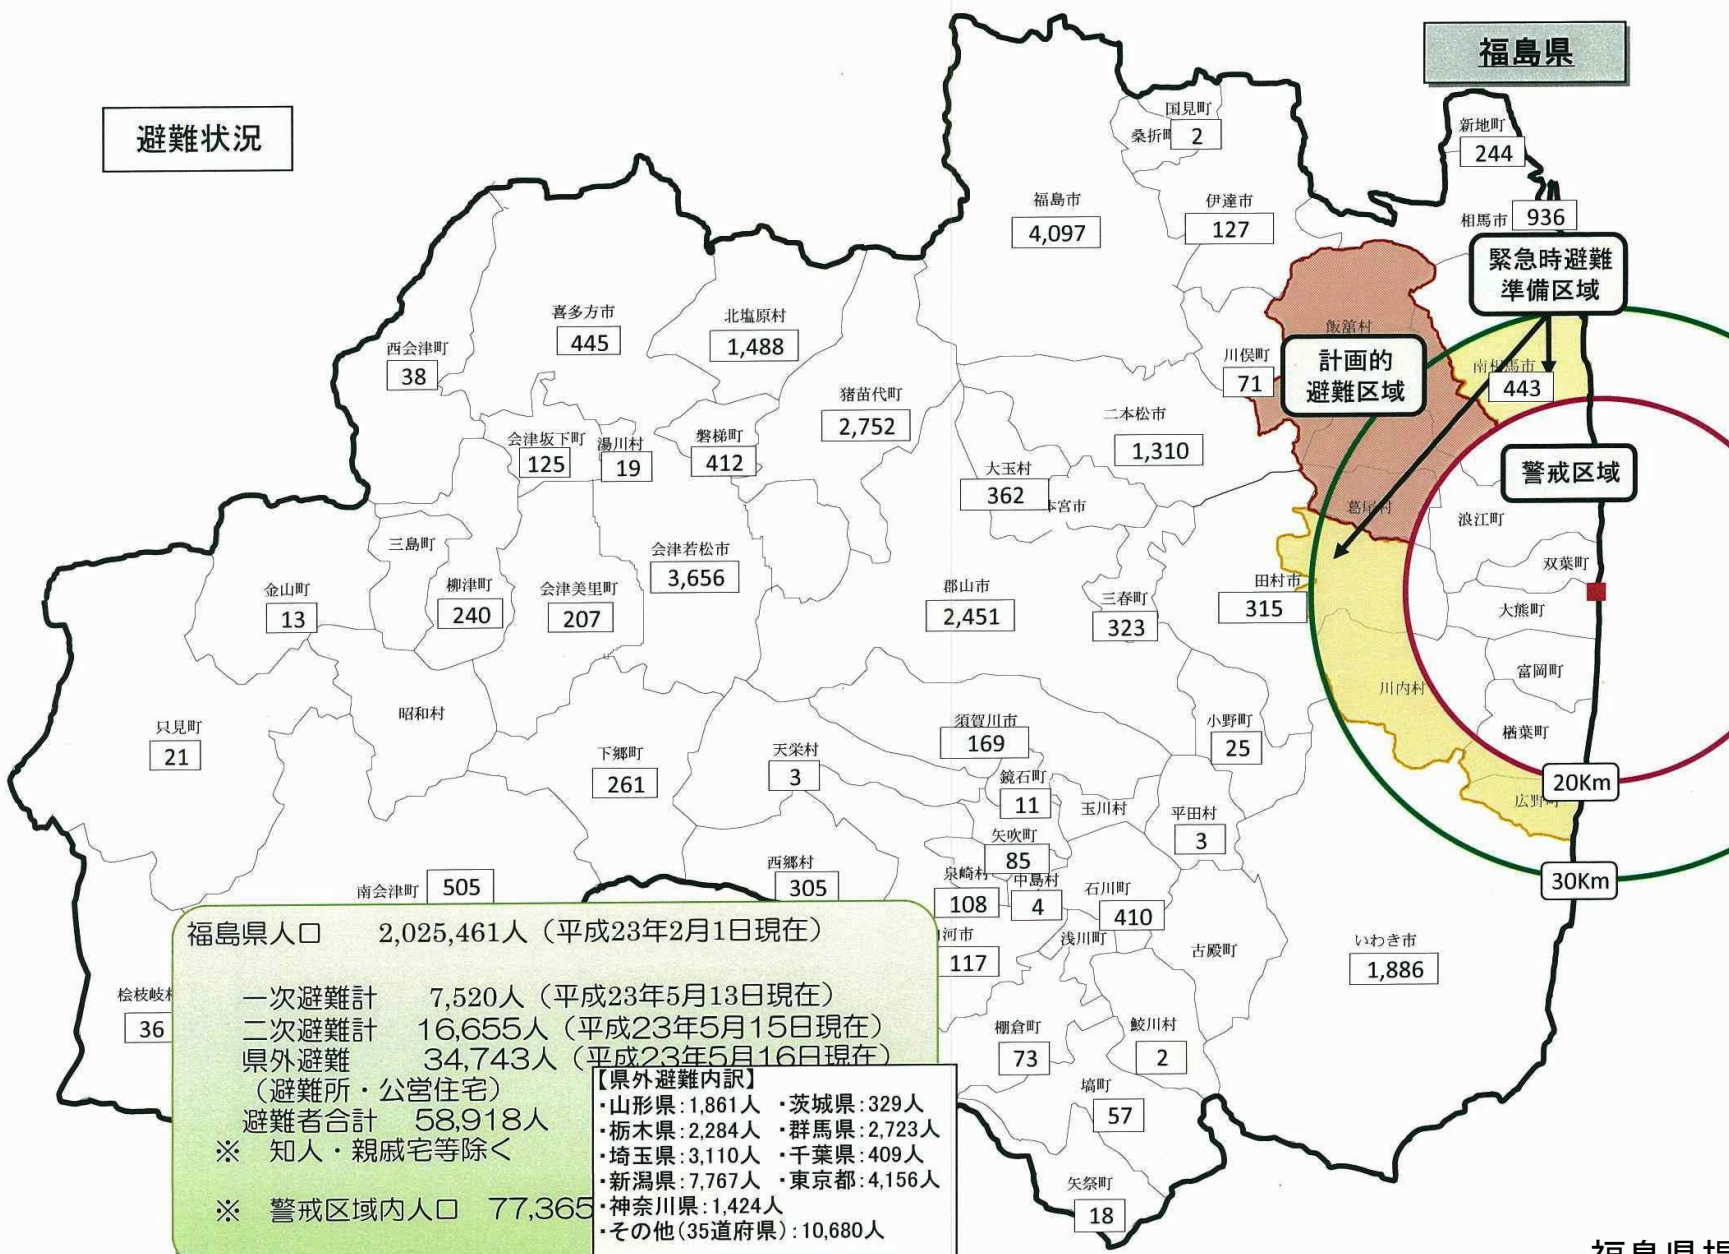 福島県
避難状況
国見町
2
桑折町
新地町
244
福島市
4,097
伊達市
127
相馬市
936
緊急時避難
準備区域
喜多方市
445
北塩原村
1,488
西会津町
38
飯舘村
川俣町
71
計画的
避難区域
南相馬市
443
猪苗代町
2,752
二本松市
1,310
会津坂下町
125
湯川村
19
磐梯町
412
大玉村
362
本宮市
警戒区域
葛尾村
浪江町
三島町
会津若松市
3,656
双葉町
金山町
13
柳津町
240
会津美里町
207
郡山市
2,451
三春町
323
田村市
315
大熊町
富岡町
川内村
只見町
21
昭和村
下郷町
261
天栄村
3
須賀川市
169
小野町
25
楢葉町
鏡石町
11
玉川村
平田村
3
20Km
広野町
矢吹町
85
西郷村
305
泉崎村
108
中島村
4
石川町
410
30Km
南会津町
505
河市
117
浅川町
古殿町
いわき市
1,886
桧枝岐村
36
棚倉町
73
鮫川村
2
塙町
57
矢祭町
18
福島県人口 2,025,461人（平成23年2月1日現在）
一次避難計 7,520人（平成23年5月13日現在）
二次避難計 16,655人（平成23年5月15日現在）
県外避難 34,743人（平成23年5月16日現在）
（避難所・公営住宅）
避難者合計 58,918人
※ 知人・親戚宅等除く
※ 警戒区域内人口 77,365
【県外避難内訳】
・山形県：1,861人 ・茨城県：329人
・栃木県：2,284人 ・群馬県：2,723人
・埼玉県：3,110人 ・千葉県：409人
・新潟県：7,767人 ・東京都：4,156人
・神奈川県：1,424人
・その他（35道府県）：10,680人
福島県提